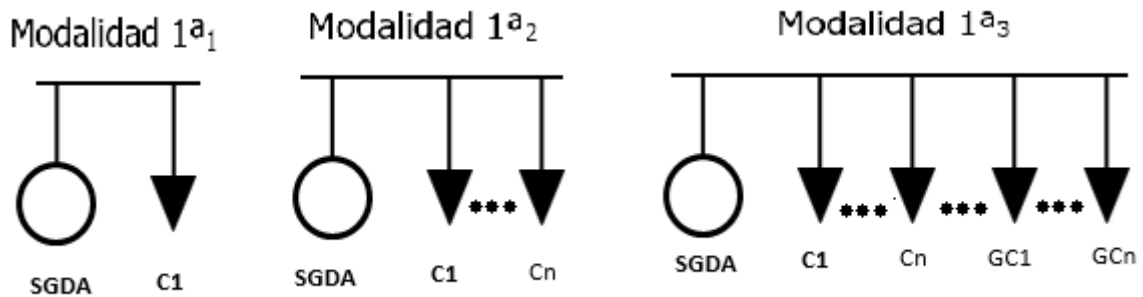 Modalidad 1ª₁
Modalidad 1ª₂
Modalidad 1ª₃
SGDA C1
SGDA C1 Cn
SGDA C1 Cn GC1 GCn